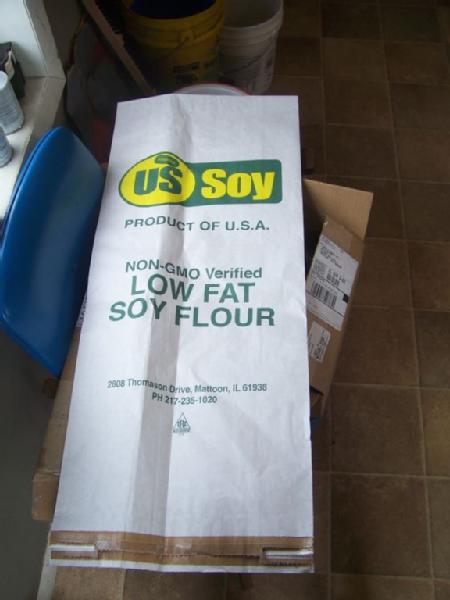 US Soy
PRODUCT OF U.S.A.
NON-GMO Verified
LOW FAT
SOY FLOUR
2808 Thomason Drive, Mattoon, IL 61938
PH 217-235-1020